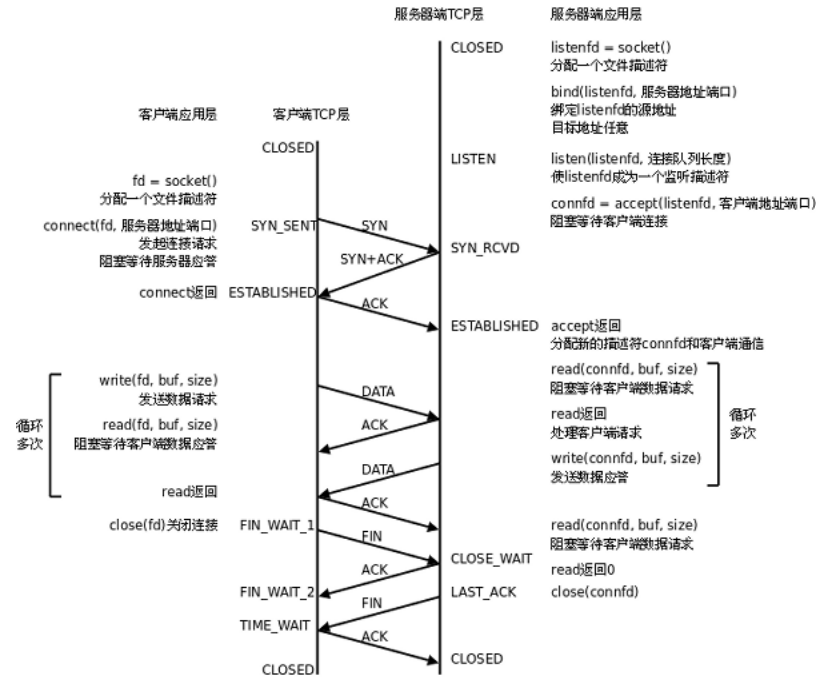 服务器端TCP层 服务器端应用层
CLOSED listenfd = socket()
分配一个文件描述符
bind(listenfd, 服务器地址端口)
绑定listenfd的源地址
客户端应用层 客户端TCP层
目标地址任意
CLOSED
LISTEN listen(listenfd, 连接队列长度)
使listenfd成为一个监听描述符
fd = socket()
分配一个文件描述符
connfd = accept(listenfd, 客户端地址端口)
阻塞等待客户端连接
connect(fd, 服务器地址端口) SYN_SENT SYN
发起连接请求
SYN_RCVD
阻塞等待服务器应答 SYN+ACK
connect返回 ESTABLISHED
ACK
ESTABLISHED accept返回
分配新的描述符connfd和客户端通信
read(connfd, buf, size)
阻塞等待客户端数据请求
write(fd, buf, size)
发送数据请求
DATA
read返回
处理客户端请求
循环
多次
循环
多次
read(fd, buf, size) ACK
阻塞等待客户端数据应答
write(connfd, buf, size)
发送数据应答
DATA
read返回
ACK
close(fd)关闭连接 FIN_WAIT_1
read(connfd, buf, size)
阻塞等待客户端数据请求
FIN
CLOSE_WAIT
read返回0
ACK
FIN_WAIT_2 LAST_ACK close(connfd)
FIN
TIME_WAIT
ACK
CLOSED
CLOSED